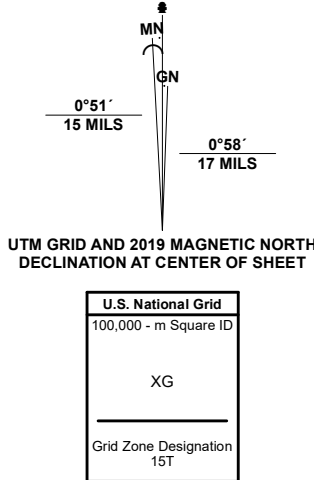 MN
GN
0°51´
15 MILS
0°58´
17 MILS
UTM GRID AND 2019 MAGNETIC NORTH
DECLINATION AT CENTER OF SHEET
U.S. National Grid
100,000 - m Square ID
XG
Grid Zone Designation
15T